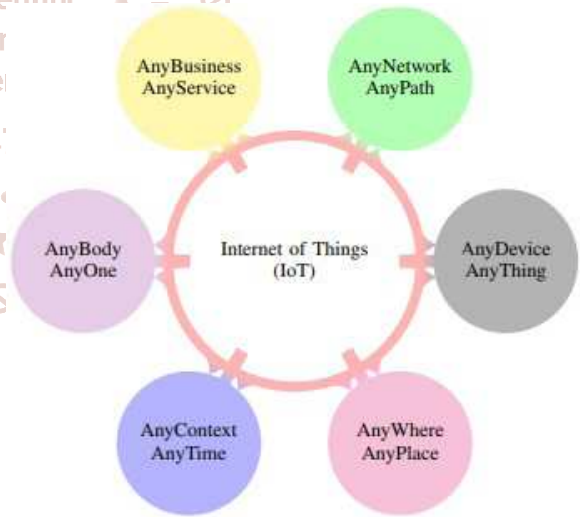 AnyBusiness
AnyService
AnyNetwork
AnyPath
AnyBody
AnyOne
Internet of Things
(IoT)
AnyDevice
AnyThing
AnyContext
AnyTime
AnyWhere
AnyPlace